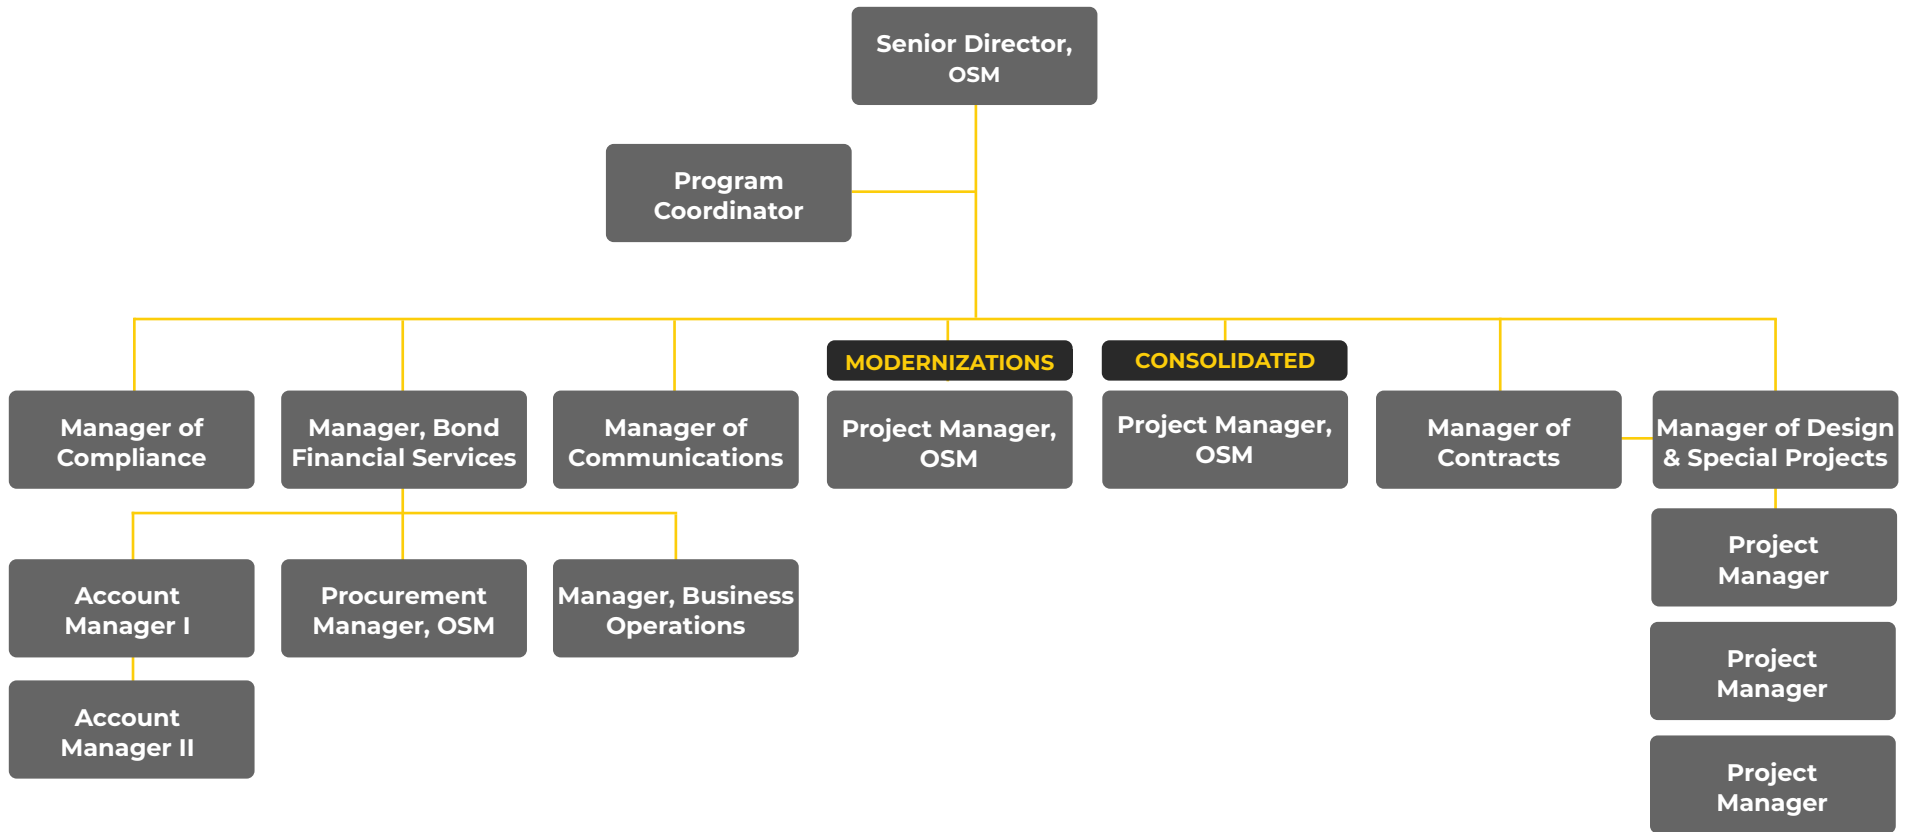 Senior Director,
OSM
Program
Coordinator
MODERNIZATIONS
CONSOLIDATED
Manager of
Compliance
Manager, Bond
Financial Services
Manager of
Communications
Project Manager,
OSM
Project Manager,
OSM
Manager of
Contracts
Manager of Design
& Special Projects
Account
Manager I
Procurement
Manager, OSM
Manager, Business
Operations
Project
Manager
Account
Manager II
Project
Manager
Project
Manager